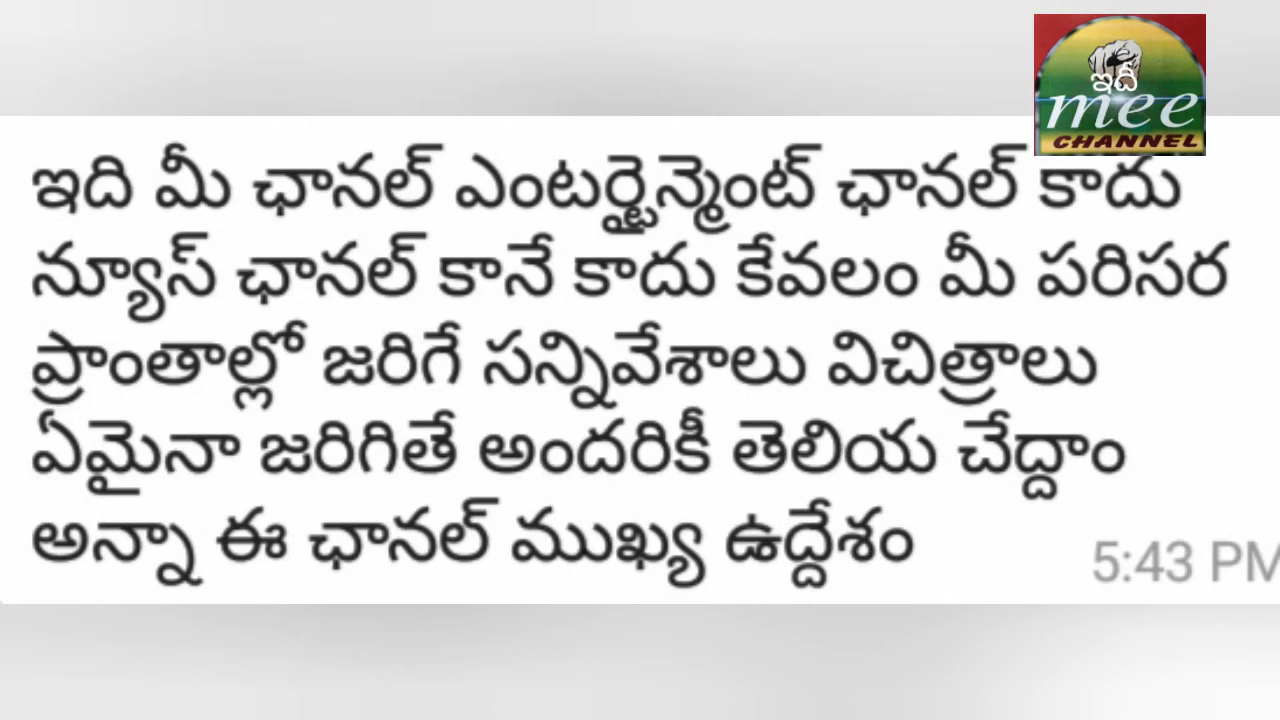 ఇది
mee
CHANNEL
ఇది మీ ఛానల్ ఎంటర్టైన్మెంట్ ఛానల్ కాదు
న్యూస్ ఛానల్ కానే కాదు కేవలం మీ పరిసర
ప్రాంతాల్లో జరిగే సన్నివేశాలు విచిత్రాలు
ఏమైనా జరిగితే అందరికీ తెలియ చేద్దాం
అన్నా ఈ ఛానల్ ముఖ్య ఉద్దేశం
5:43 PM